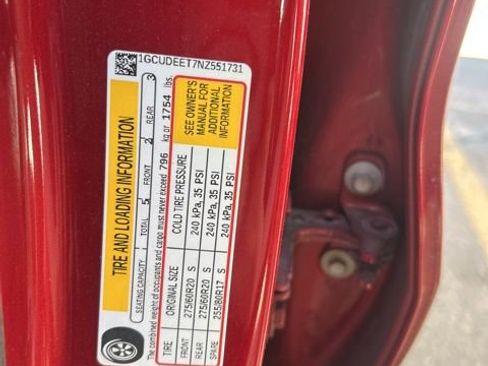 1GCUDEET7NZ551731
TIRE AND LOADING INFORMATION
SEATING CAPACITY TOTAL 5 FRONT 2 REAR 3
The combined weight of occupants and cargo must never exceed 796 kg or 1754 lbs.
TIRE ORIGINAL SIZE COLD TIRE PRESSURE
FRONT 275/60R20 S 240 kPa, 35 PSI
REAR 275/60R20 S 240 kPa, 35 PSI
SPARE 255/80R17 S 240 kPa, 35 PSI
SEE OWNER'S
MANUAL FOR
ADDITIONAL
INFORMATION